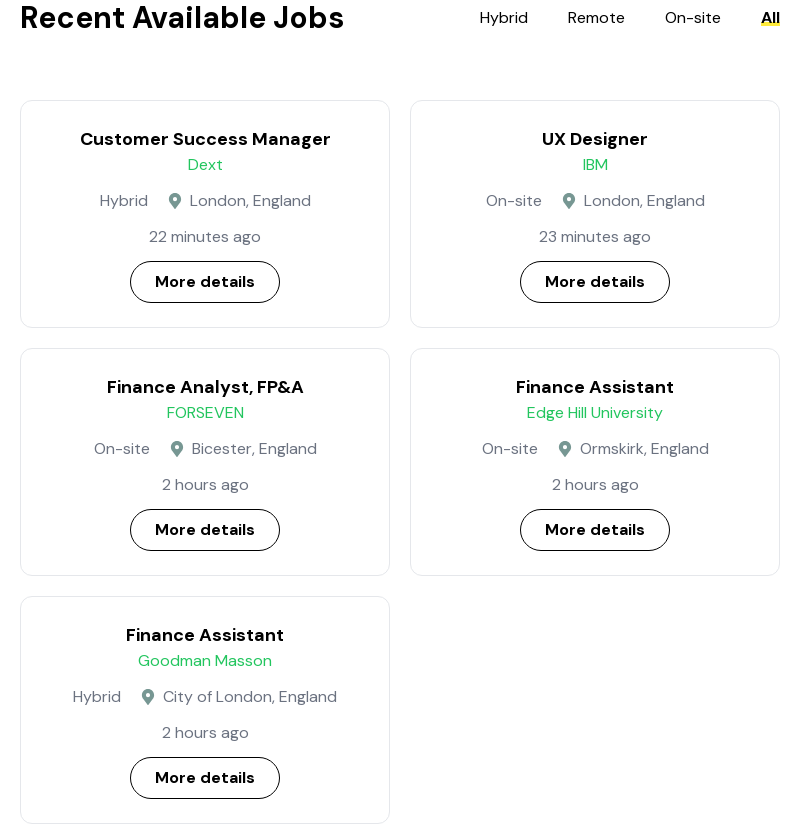 Recent Available Jobs
Hybrid Remote On-site All
Customer Success Manager
Dext
Hybrid London, England
22 minutes ago
More details
UX Designer
IBM
On-site London, England
23 minutes ago
More details
Finance Analyst, FP&A
FORSEVEN
On-site Bicester, England
2 hours ago
More details
Finance Assistant
Edge Hill University
On-site Ormskirk, England
2 hours ago
More details
Finance Assistant
Goodman Masson
Hybrid City of London, England
2 hours ago
More details